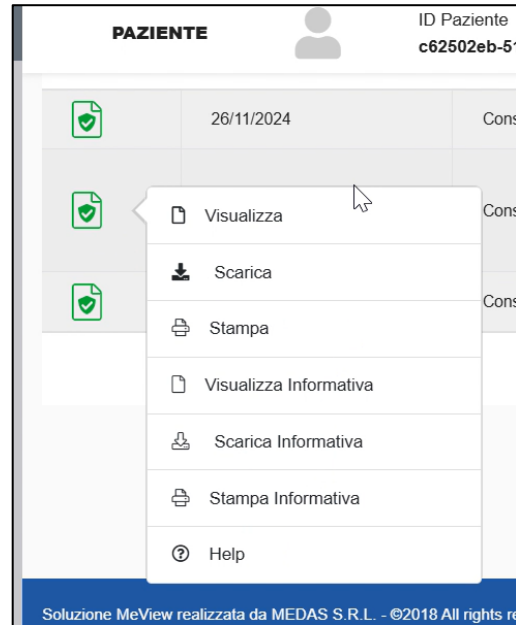 PAZIENTE
ID Paziente
c62502eb-51
26/11/2024 Cons
Cons
Visualizza
Scarica
Cons
Stampa
Visualizza Informativa
Scarica Informativa
Stampa Informativa
Help
Soluzione MeView realizzata da MEDAS S.R.L. - ©2018 All rights re